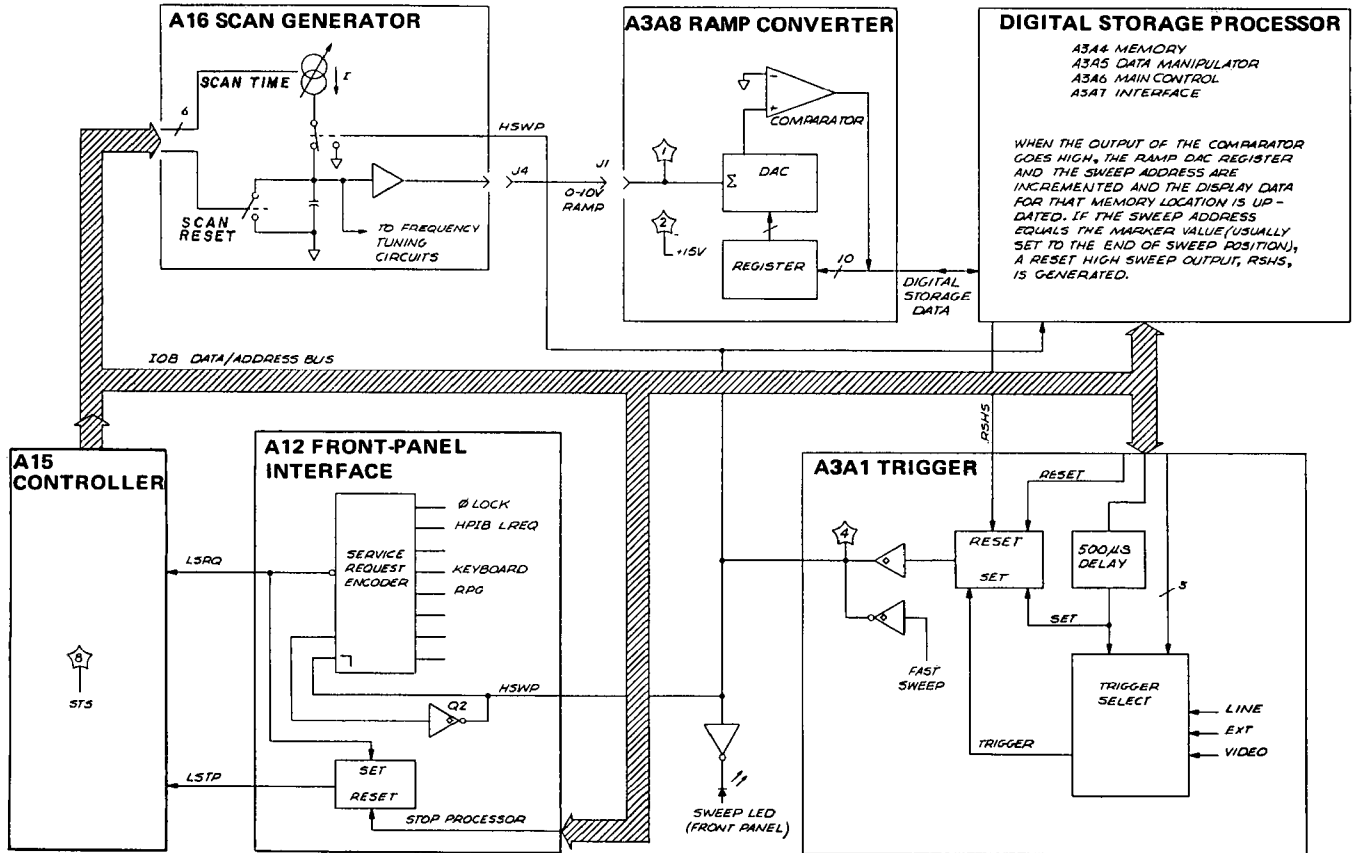 A16 SCAN GENERATOR
SCAN TIME
I
6
SCAN
RESET
TO FREQUENCY
TUNING
CIRCUITS
HSWP
J4
J1
0-10V
RAMP
A3A8 RAMP CONVERTER
-
+
COMPARATOR
1
Σ
DAC
2
+15V
REGISTER
10
DIGITAL
STORAGE
DATA
DIGITAL STORAGE PROCESSOR
A3A4 MEMORY
A3A5 DATA MANIPULATOR
A3A6 MAIN CONTROL
A3A7 INTERFACE
WHEN THE OUTPUT OF THE COMPARATOR
GOES HIGH, THE RAMP DAC REGISTER
AND THE SWEEP ADDRESS ARE
INCREMENTED AND THE DISPLAY DATA
FOR THAT MEMORY LOCATION IS UP-
DATED. IF THE SWEEP ADDRESS
EQUALS THE MARKER VALUE (USUALLY
SET TO THE END OF SWEEP POSITION),
A RESET HIGH SWEEP OUTPUT, RSHS,
IS GENERATED.
IOB DATA/ADDRESS BUS
RSHS
A15
CONTROLLER
8
STS
LSRQ
LSTP
A12 FRONT-PANEL
INTERFACE
SERVICE
REQUEST
ENCODER
Ø LOCK
HPIB LREQ
KEYBOARD
RPG
HSWP
Q2
SET
RESET
STOP PROCESSOR
SWEEP LED
(FRONT PANEL)
A3A1 TRIGGER
RESET
4
RESET
SET
500μS
DELAY
SET
5
FAST
SWEEP
TRIGGER
SELECT
TRIGGER
LINE
EXT
VIDEO